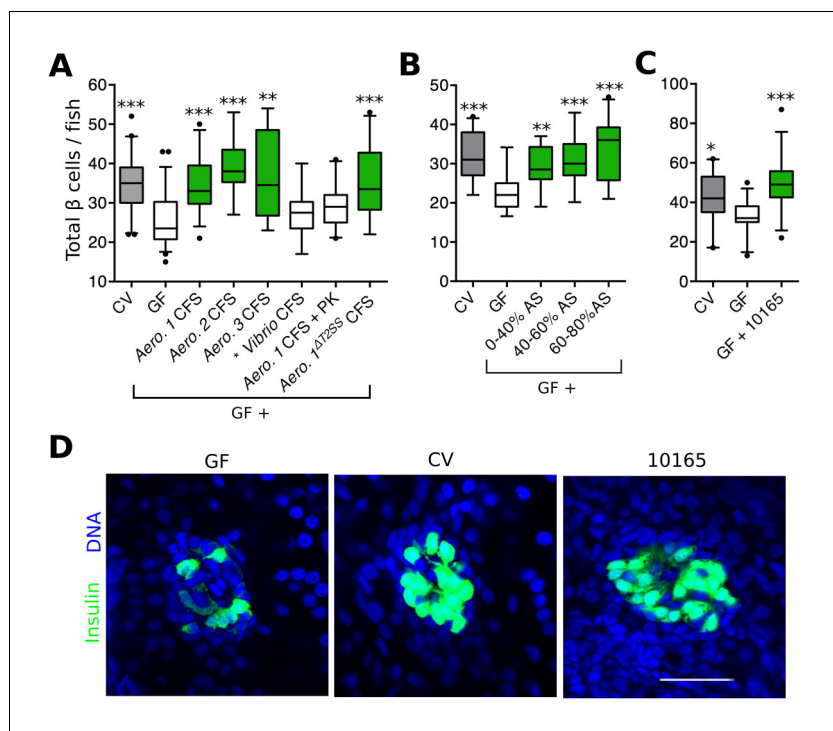 A
Total β cells / fish
60
50
40
30
20
10
***
***
***
**
***
CV
GF
Aero. 1 CFS
Aero. 2 CFS
Aero. 3 CFS
* Vibrio CFS
Aero. 1 CFS + PK
Aero. 1ΔT2SS CFS
GF +
B
50
40
30
20
10
0
***
**
***
***
CV
GF
0-40% AS
40-60% AS
60-80%AS
GF +
C
100
80
60
40
20
0
*
***
CV
GF
GF + 10165
D
GF
CV
10165
Insulin DNA